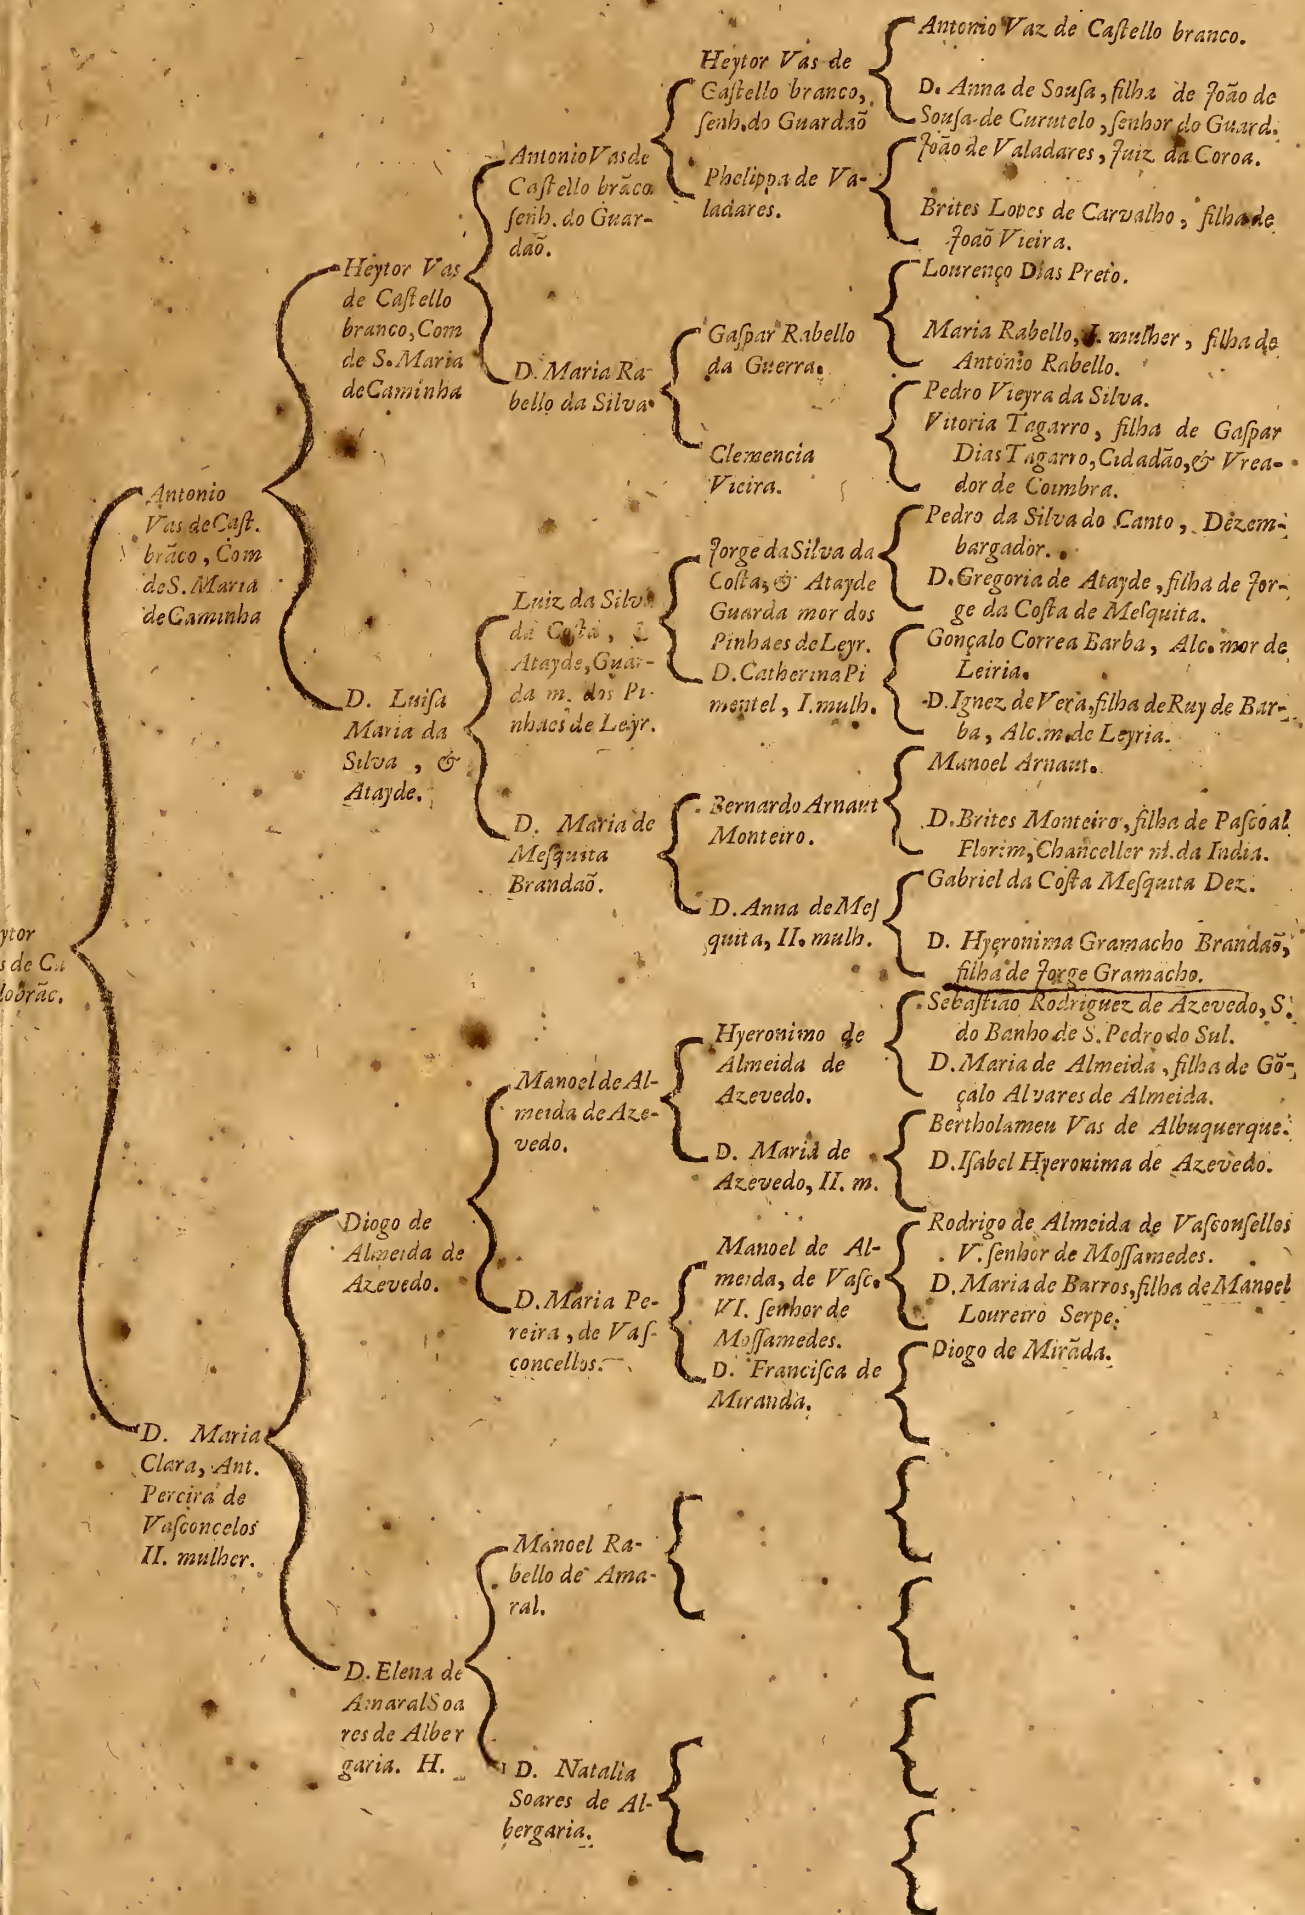 ytor
s de Ca
lobrãc.
Antonio
Vas de Caſt.
brãco, Com
de S. Maria
de Caminha
D. Maria
Clara, Ant.
Pereira de
Vaſconcelos
II. mulher.
Heytor Vas
de Caſtello
branco, Com
de S. Maria
de Caminha
D. Luiſa
Maria da
Silva, &
Atayde.
Diogo de
Almeida de
Azevedo.
D. Elena de
Amaral Soa
res de Alber
garia. H.
Antonio Vas de
Caſtello brãco
ſenh. do Guar-
daõ.
D. Maria Ra-
bello da Silva.
Luiz da Silva
da Coſta, &
Atayde, Guar-
da m. dos Pi-
nhaes de Leyr.
D. Maria de
Meſquita
Brandaõ.
Manoel de Al-
meida de Aze-
vedo.
D. Maria Pe-
reira, de Vaſ-
concellos.
Manoel Ra-
bello de Ama-
ral.
D. Natalia
Soares de Al-
bergaria.
Heytor Vas de
Caſtello branco,
ſenh. do Guardaõ
Phelippa de Va-
ladares.
Gaſpar Rabello
da Guerra.
Clemencia
Vieira.
Jorge da Silva da
Coſta, & Atayde
Guarda mor dos
Pinhaes de Leyr.
D. Catherina Pi
mentel, I. mulh.
Bernardo Arnaut
Monteiro.
D. Anna de Meſ
quita, II. mulh.
Hyeronimo de
Almeida de
Azevedo.
D. Maria de
Azevedo, II. m.
Manoel de Al-
meida, de Vaſc.
VI. ſenhor de
Moſſamedes.
D. Franciſca de
Miranda.
Antonio Vaz de Caſtello branco.
D. Anna de Souſa, filha de João de
Souſa de Curutelo, ſenhor do Guard.
João de Valadares, Juiz da Coroa.
Brites Lopes de Carvalho, filha de
Joaõ Vieira.
Lourenço Dias Preto.
Maria Rabello, I. mulher, filha de
Antonio Rabello.
Pedro Vieyra da Silva.
Vitoria Tagarro, filha de Gaſpar
Dias Tagarro, Cidadão, & Vrea-
dor de Coimbra.
Pedro da Silva do Canto, Dezem-
bargador.
D. Gregoria de Atayde, filha de Jor-
ge da Coſta de Meſquita.
Gonçalo Correa Barba, Alc. mor de
Leiria.
D. Ignez de Vera, filha de Ruy de Bar-
ba, Alc. m. de Leyria.
Manoel Arnaut.
D. Brites Monteiro, filha de Paſcoal
Florim, Chanceller m. da India.
Gabriel da Coſta Meſquita Dez.
D. Hyeronima Gramacho Brandaõ,
filha de Jorge Gramacho.
Sebaſtiao Rodriguez de Azevedo, S.
do Banho de S. Pedro do Sul.
D. Maria de Almeida, filha de Gõ-
çalo Alvares de Almeida.
Bertholameu Vas de Albuquerque.
D. Iſabel Hyeronima de Azevedo.
Rodrigo de Almeida de Vaſconſellos
V. ſenhor de Moſſamedes.
D. Maria de Barros, filha de Manoel
Loureiro Serpe.
Diogo de Mirãda.